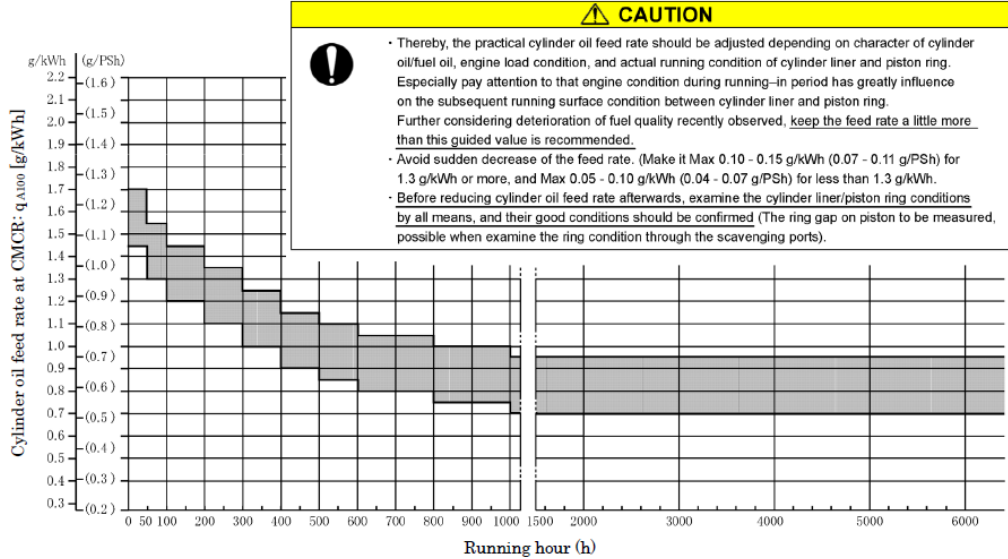 ⚠ CAUTION
・Thereby, the practical cylinder oil feed rate should be adjusted depending on character of cylinder
oil/fuel oil, engine load condition, and actual running condition of cylinder liner and piston ring.
Especially pay attention to that engine condition during running–in period has greatly influence
on the subsequent running surface condition between cylinder liner and piston ring.
Further considering deterioration of fuel quality recently observed, keep the feed rate a little more
than this guided value is recommended.
・Avoid sudden decrease of the feed rate. (Make it Max 0.10 - 0.15 g/kWh (0.07 - 0.11 g/PSh) for
1.3 g/kWh or more, and Max 0.05 - 0.10 g/kWh (0.04 - 0.07 g/PSh) for less than 1.3 g/kWh.
・Before reducing cylinder oil feed rate afterwards, examine the cylinder liner/piston ring conditions
by all means, and their good conditions should be confirmed (The ring gap on piston to be measured,
possible when examine the ring condition through the scavenging ports).
g/kWh (g/PSh)
2.2
(1.6)
2.1
(1.5)
2.0
1.9
(1.4)
1.8
(1.3)
1.7
1.6
(1.2)
1.5
(1.1)
1.4
(1.0)
1.3
1.2
(0.9)
1.1
(0.8)
1.0
(0.7)
0.9
0.8
(0.6)
0.7
(0.5)
0.6
(0.4)
0.5
0.4
(0.3)
0.3
(0.2)
Cylinder oil feed rate at CMCR: q A100 [g/kWh]
0 50 100 200 300 400 500 600 700 800 900 1000 1500 2000 3000 4000 5000 6000
Running hour (h)